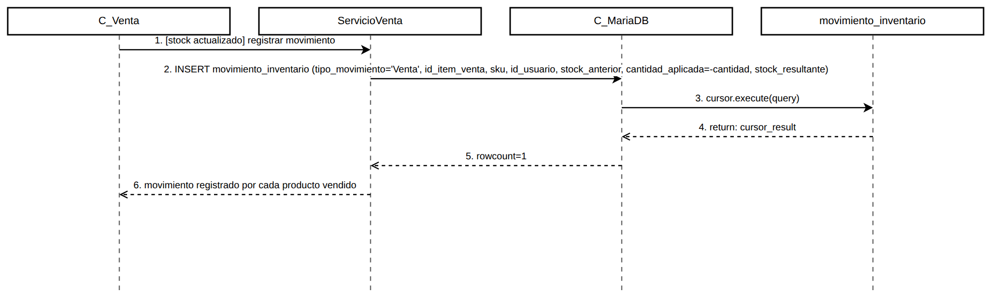 C_Venta
ServicioVenta
C_MariaDB
movimiento_inventario
1. [stock actualizado] registrar movimiento
2. INSERT movimiento_inventario (tipo_movimiento='Venta', id_item_venta, sku, id_usuario, stock_anterior, cantidad_aplicada=-cantidad, stock_resultante)
3. cursor.execute(query)
4. return: cursor_result
5. rowcount=1
6. movimiento registrado por cada producto vendido